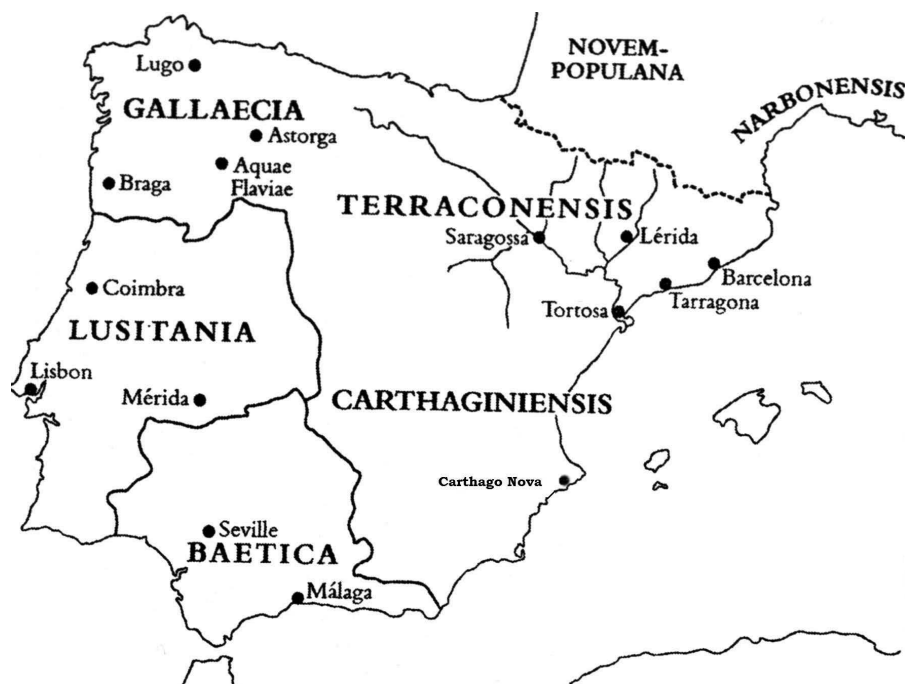 NOVEM-
POPULANA
NARBONENSIS
Lugo
GALLAECIA
Astorga
Aquae
Flaviae
Braga
TERRACONENSIS
Saragossa
Lérida
Barcelona
Tarragona
Tortosa
Coimbra
LUSITANIA
Lisbon
Mérida
CARTHAGINIENSIS
Carthago Nova
Seville
BAETICA
Málaga